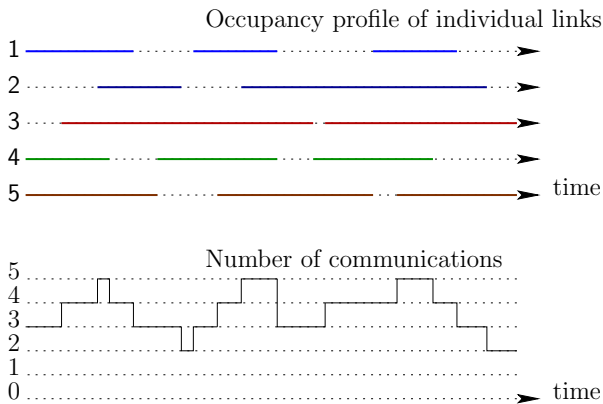 Occupancy profile of individual links
1
2
3
4
5
time
Number of communications
5
4
3
2
1
0
time